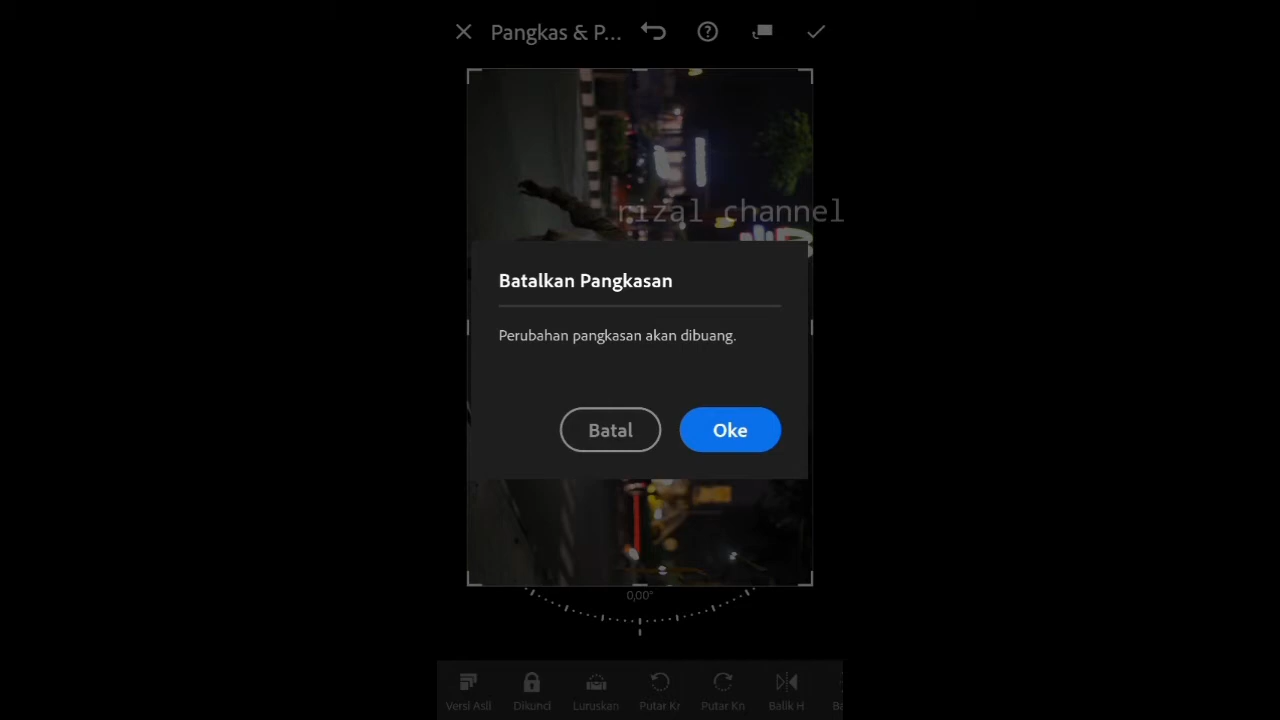 Pangkas & P...
rizal channel
Batalkan Pangkasan
Perubahan pangkasan akan dibuang.
Batal
Oke
0,00°
Versi Asli
Dikunci
Luruskan
Putar Kr
Putar Kn
Balik H
Ba